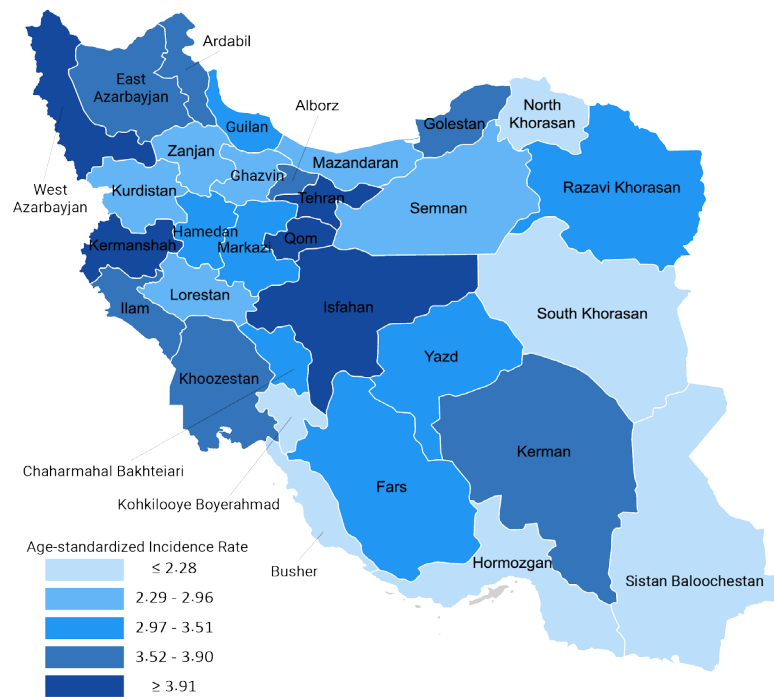 Ardabil
East
Azarbayjan
Alborz
North
Khorasan
Guilan
Golestan
Zanjan
Mazandaran
Ghazvin
West
Azarbayjan
Kurdistan
Tehran
Semnan
Razavi Khorasan
Hamedan
Kermanshah
Markazi
Qom
Lorestan
Ilam
Isfahan
South Khorasan
Yazd
Khoozestan
Chaharmahal Bakhteiari
Kerman
Kohkilooye Boyerahmad
Fars
Age-standardized Incidence Rate
Busher
Hormozgan
Sistan Baloochestan
≤ 2.28
2.29 - 2.96
2.97 - 3.51
3.52 - 3.90
≥ 3.91